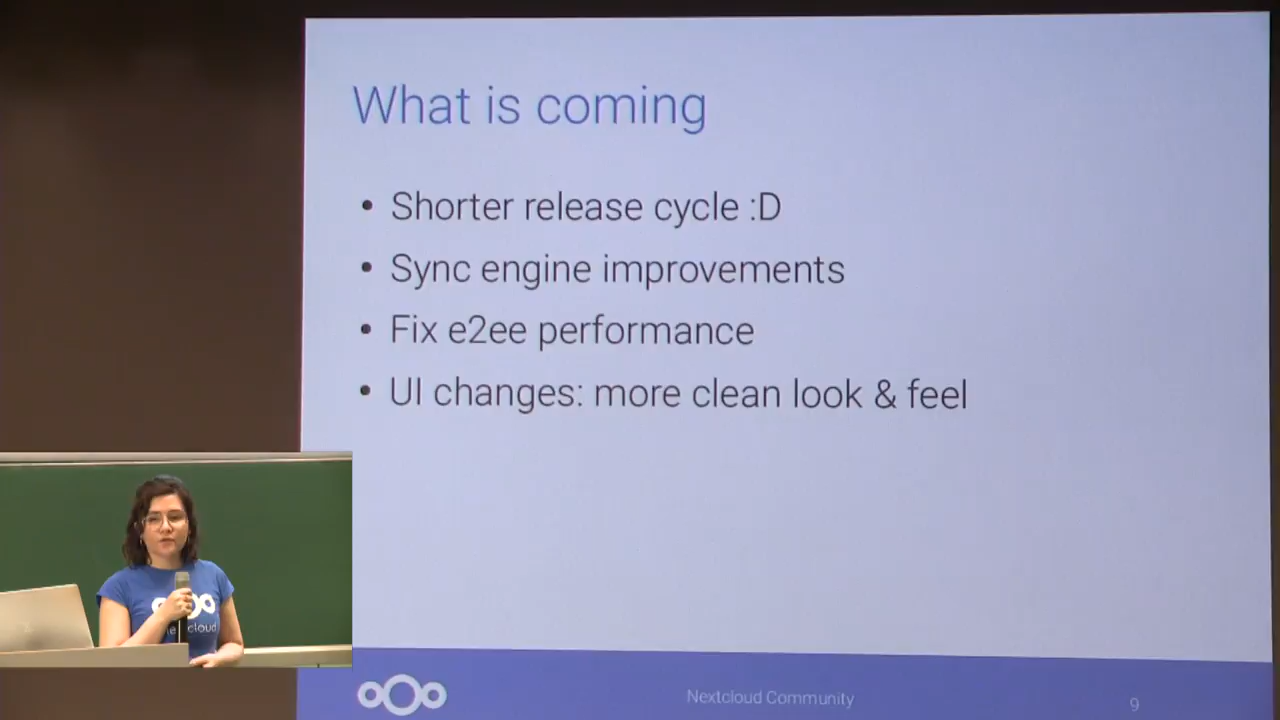 What is coming
• Shorter release cycle :D
• Sync engine improvements
• Fix e2ee performance
• UI changes: more clean look & feel
cloud
Nextcloud Community
9